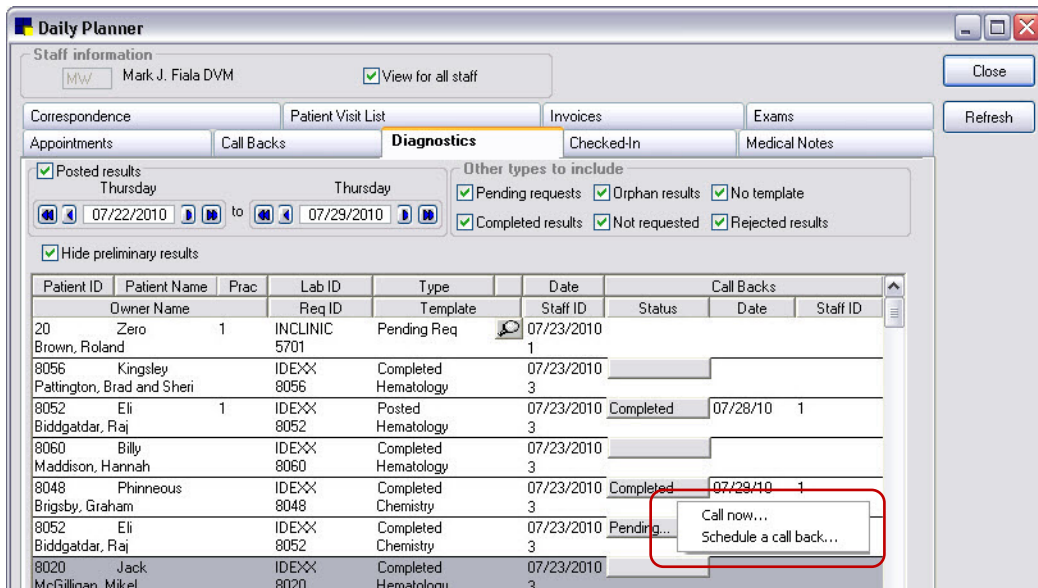 Daily Planner
Staff information
MW Mark J. Fiala DVM View for all staff
Close
Correspondence Patient Visit List Invoices Exams
Refresh
Appointments Call Backs Diagnostics Checked-In Medical Notes
Posted results
Other types to include
Thursday Thursday
Pending requests Orphan results No template
07/22/2010 to 07/29/2010
Completed results Not requested Rejected results
Hide preliminary results
Patient ID Patient Name Prac Lab ID Type Date Call Backs
Owner Name Req ID Template Staff ID Status Date Staff ID
20 Zero 1 INCLINIC Pending Req 07/23/2010
Brown, Roland 5701 1
8056 Kingsley IDEXX Completed 07/23/2010
Pattington, Brad and Sheri 8056 Hematology 3
8052 Eli 1 IDEXX Posted 07/23/2010 Completed 07/28/10 1
Biddgatdar, Raj 8052 Hematology 3
8060 Billy IDEXX Completed 07/23/2010
Maddison, Hannah 8060 Hematology 3
8048 Phinneous IDEXX Completed 07/23/2010 Completed 07/29/10 1
Brigsby, Graham 8048 Chemistry 3
Call now...
8052 Eli IDEXX Completed 07/23/2010 Pending...
Schedule a call back...
Biddgatdar, Raj 8052 Chemistry 3
8020 Jack IDEXX Completed 07/23/2010
McGilligan, Mikel 8020 Hematology 3